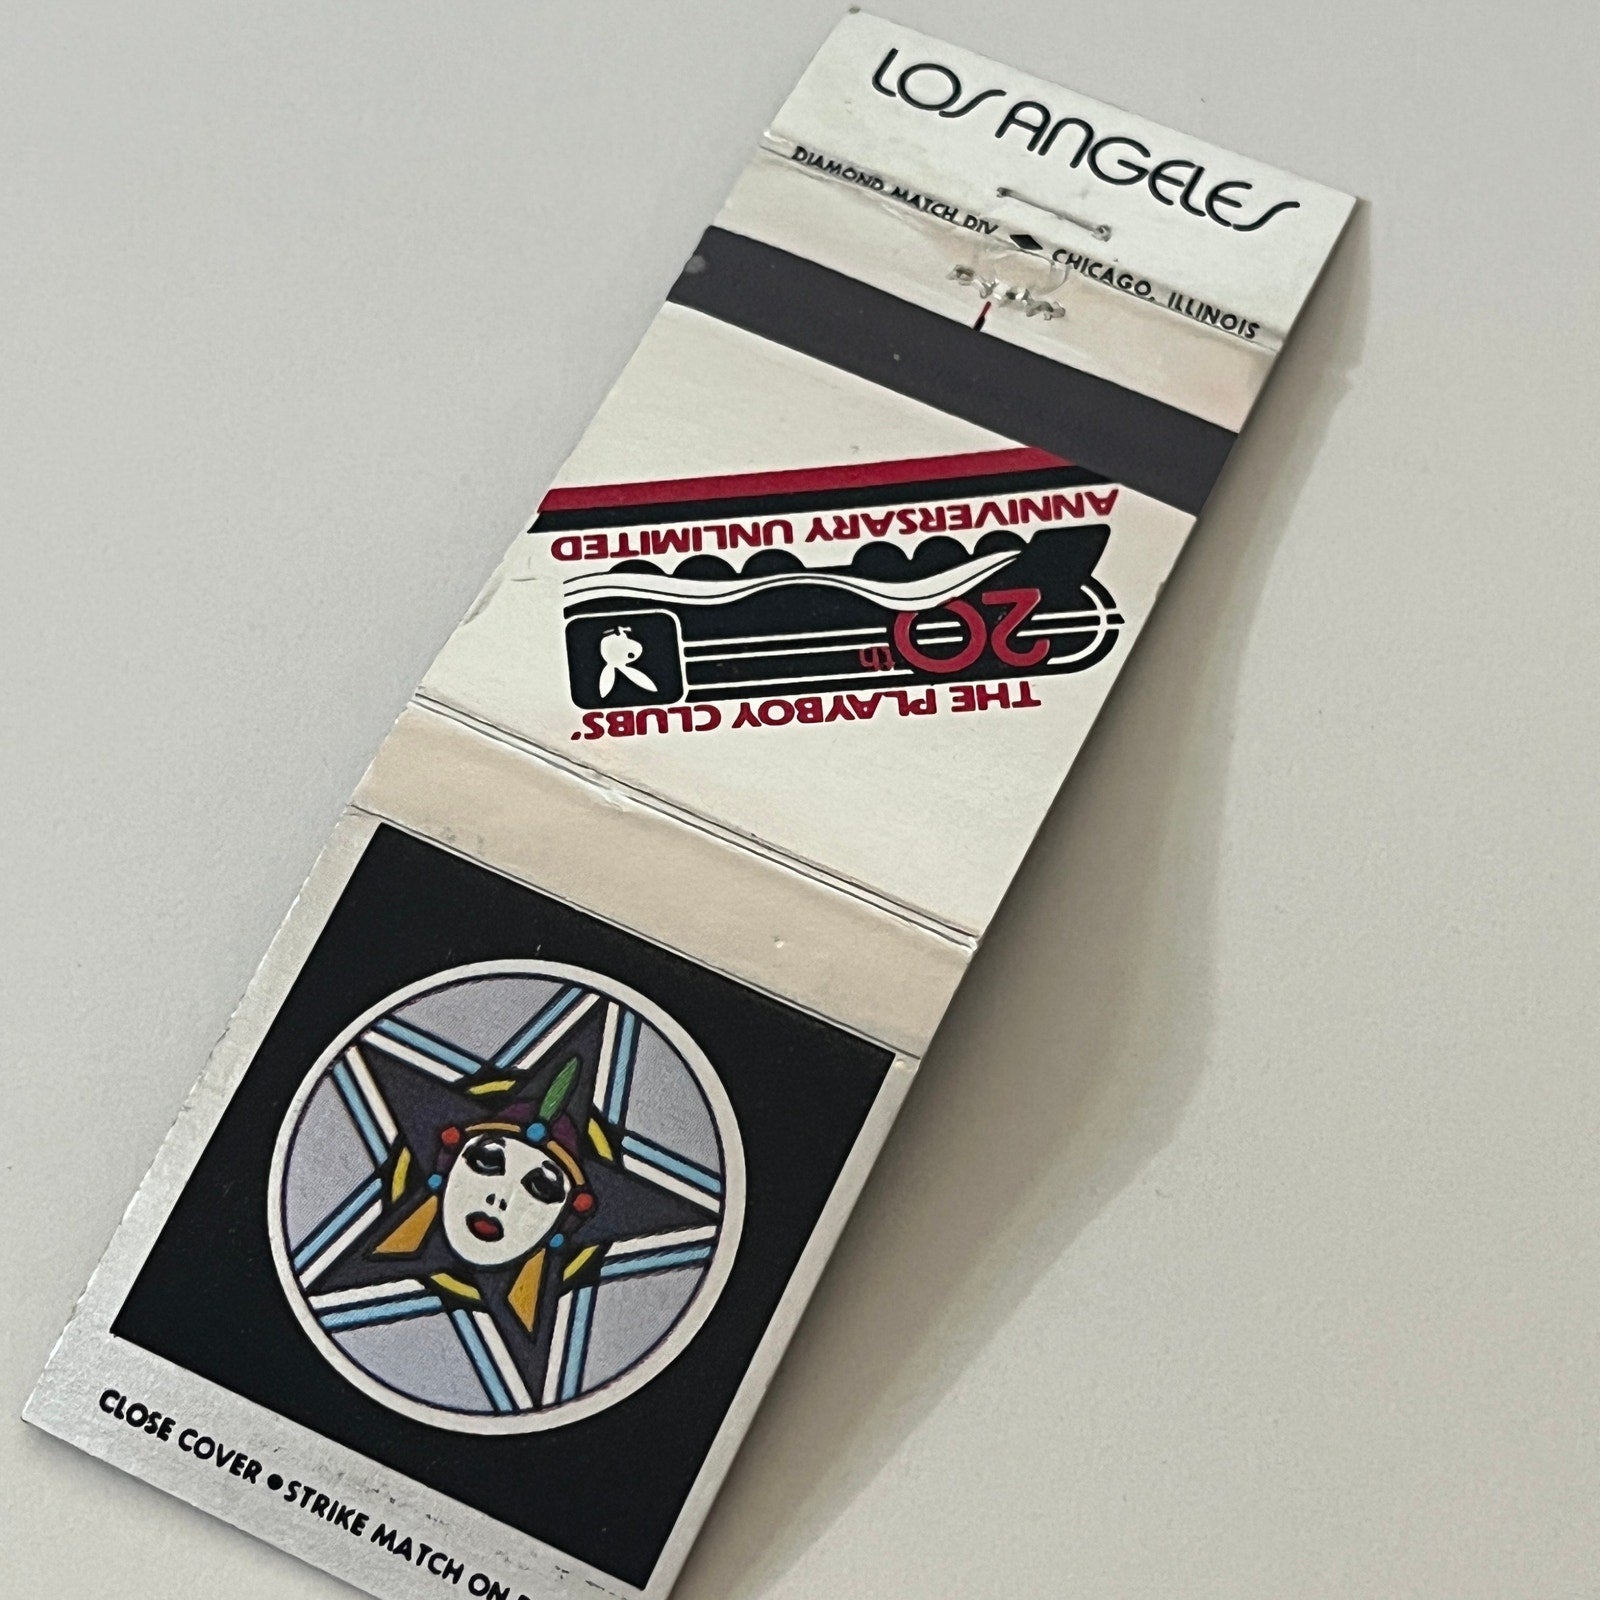 LOS ANGELES
DIAMOND MATCH DIV ◆ CHICAGO, ILLINOIS
THE PLAYBOY CLUBS'
20th
ANNIVERSARY UNLIMITED
CLOSE COVER ● STRIKE MATCH ON